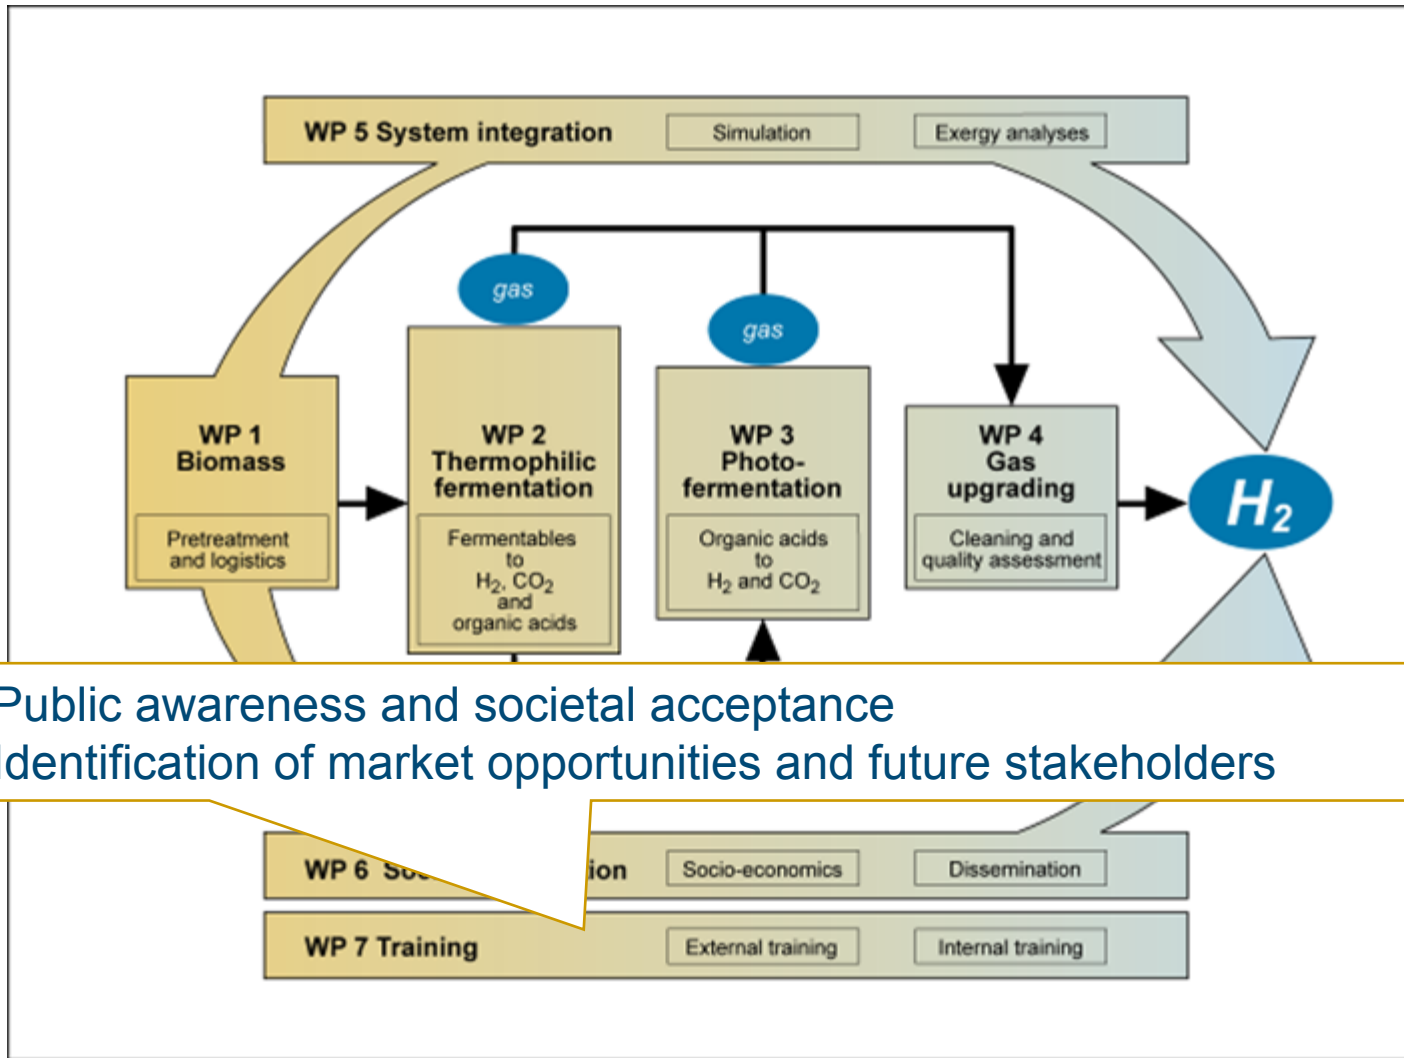 WP 5 System integration
Simulation
Exergy analyses
gas
gas
WP 1
Biomass
Pretreatment
and logistics
WP 2
Thermophilic
fermentation
Fermentables
to
H₂, CO₂
and
organic acids
WP 3
Photo-
fermentation
Organic acids
to
H₂ and CO₂
WP 4
Gas
upgrading
Cleaning and
quality assessment
H₂
Public awareness and societal acceptance
Identification of market opportunities and future stakeholders
WP 6
Socio-economics
Dissemination
WP 7 Training
External training
Internal training